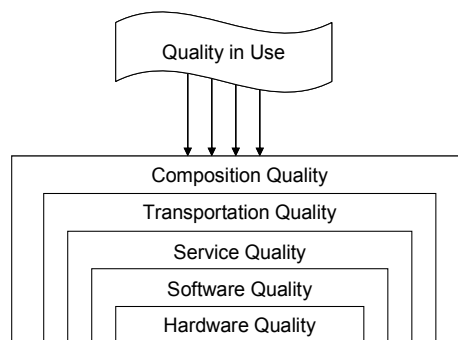 Quality in Use
Composition Quality
Transportation Quality
Service Quality
Software Quality
Hardware Quality